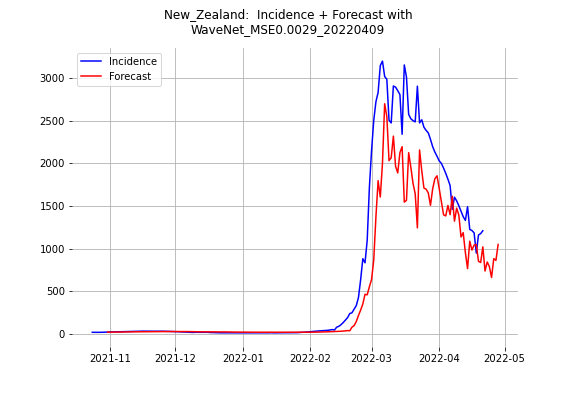 New_Zealand:  Incidence + Forecast with
WaveNet_MSE0.0029_20220409
Incidence
Forecast
3000
2500
2000
1500
1000
500
0
2021-11 2021-12 2022-01 2022-02 2022-03 2022-04 2022-05